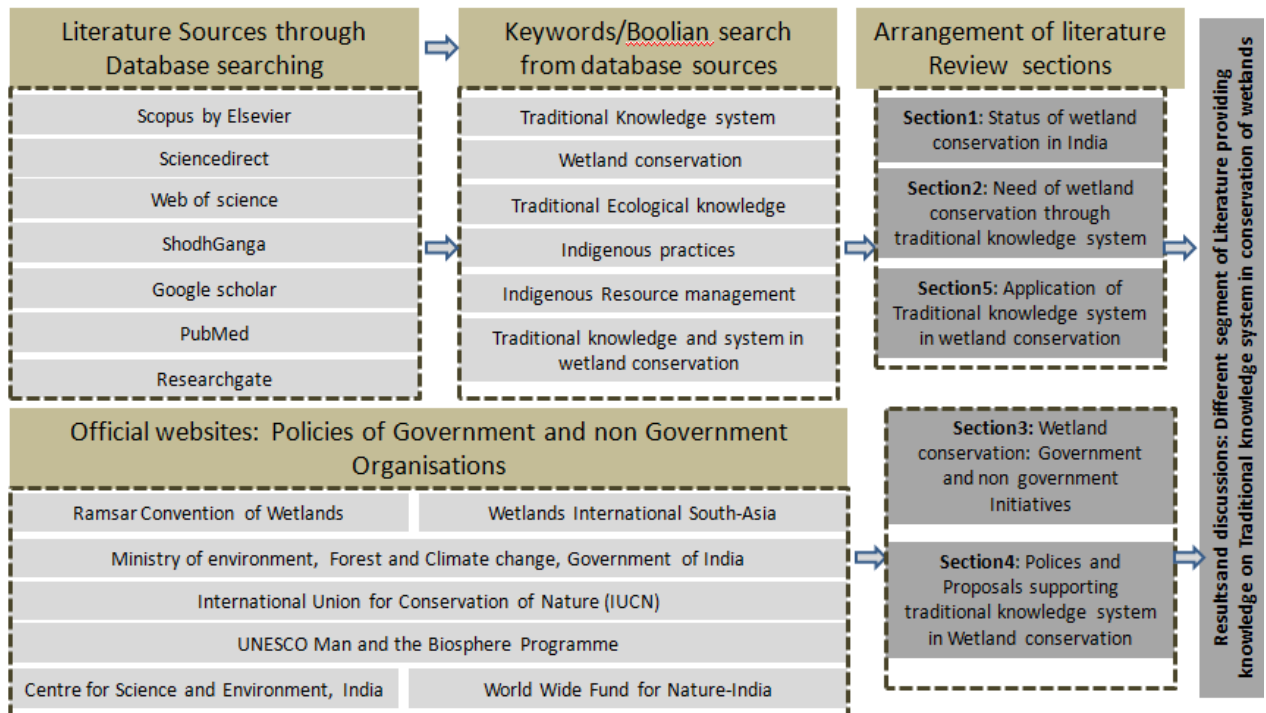 Literature Sources through
Database searching
Scopus by Elsevier
Sciencedirect
Web of science
ShodhGanga
Google scholar
PubMed
Researchgate
Keywords/Boolian search
from database sources
Traditional Knowledge system
Wetland conservation
Traditional Ecological knowledge
Indigenous practices
Indigenous Resource management
Traditional knowledge and system in
wetland conservation
Arrangement of literature
Review sections
Section1: Status of wetland
conservation in India
Section2: Need of wetland
conservation through
traditional knowledge system
Section5: Application of
Traditional knowledge system
in wetland conservation
Official websites: Policies of Government and non Government
Organisations
Ramsar Convention of Wetlands
Wetlands International South-Asia
Ministry of environment, Forest and Climate change, Government of India
International Union for Conservation of Nature (IUCN)
UNESCO Man and the Biosphere Programme
Centre for Science and Environment, India
World Wide Fund for Nature-India
Section3: Wetland
conservation: Government
and non government
Initiatives
Section4: Polices and
Proposals supporting
traditional knowledge system
in Wetland conservation
Resultsand discussions: Different segment of Literature providing
knowledge on Traditional knowledge system in conservation of wetlands